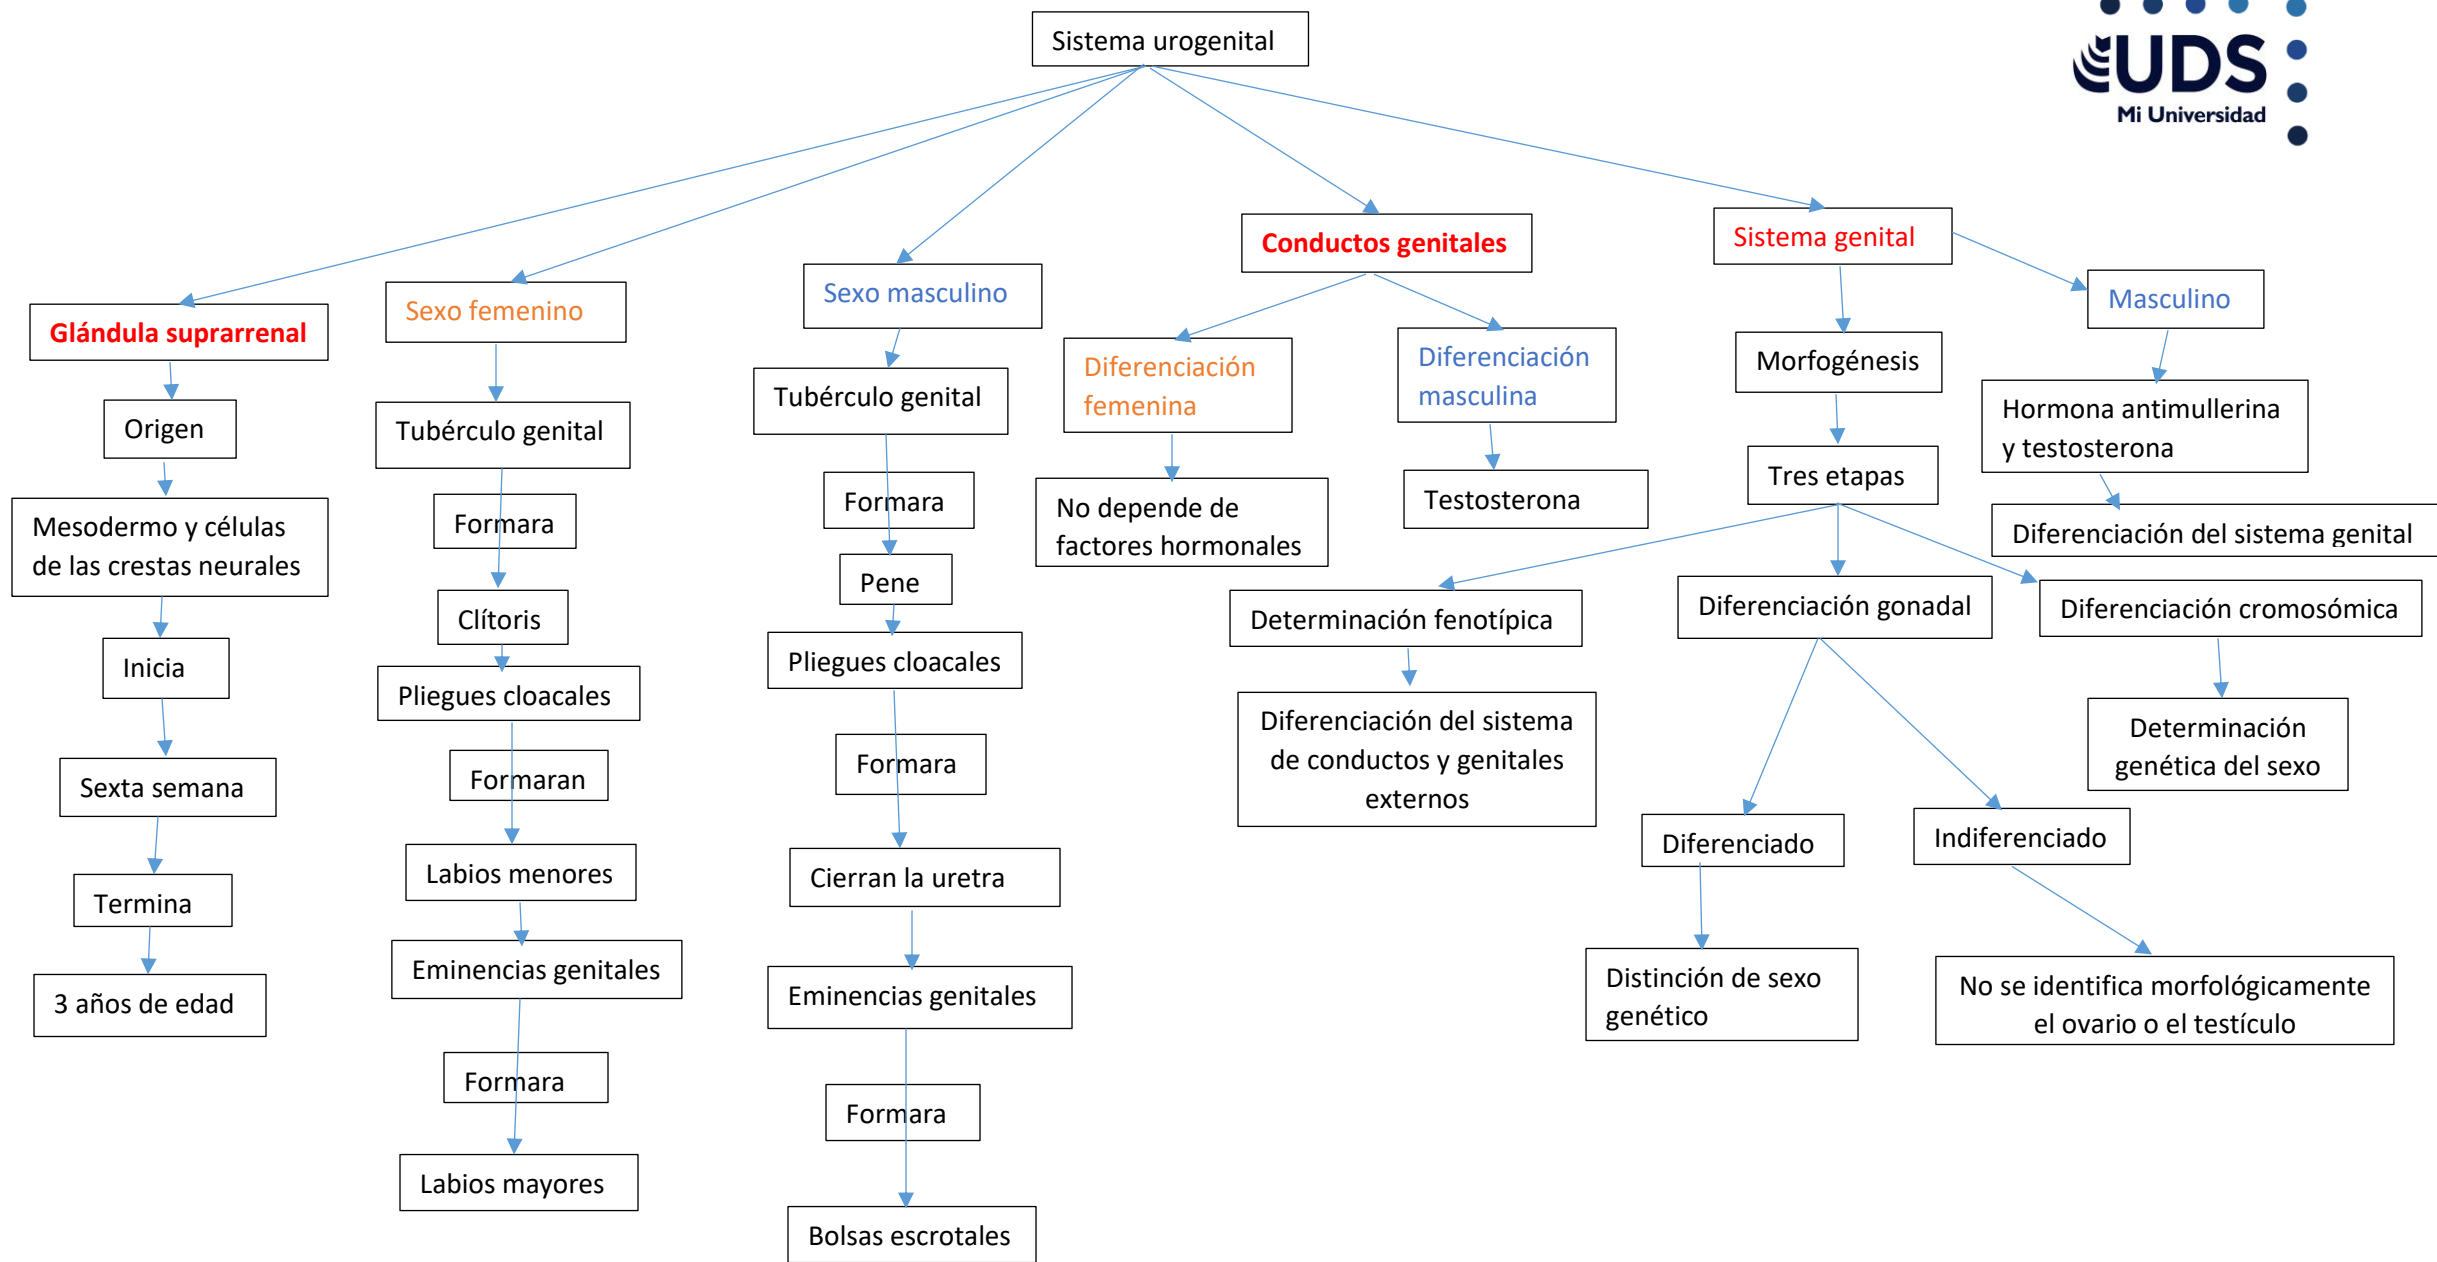 Sistema urogenital
UDS
Mi Universidad
Glándula suprarrenal
Origen
Mesodermo y células
de las crestas neurales
Inicia
Sexta semana
Termina
3 años de edad
Sexo femenino
Tubérculo genital
Formara
Clítoris
Pliegues cloacales
Formaran
Labios menores
Eminencias genitales
Formara
Labios mayores
Sexo masculino
Tubérculo genital
Formara
Pene
Pliegues cloacales
Formara
Cierran la uretra
Eminencias genitales
Formara
Bolsas escrotales
Conductos genitales
Diferenciación
femenina
No depende de
factores hormonales
Diferenciación
masculina
Testosterona
Sistema genital
Morfogénesis
Tres etapas
Determinación fenotípica
Diferenciación del sistema
de conductos y genitales
externos
Diferenciación gonadal
Diferenciado
Distinción de sexo
genético
Indiferenciado
No se identifica morfológicamente
el ovario o el testículo
Diferenciación cromosómica
Determinación
genética del sexo
Masculino
Hormona antimullerina
y testosterona
Diferenciación del sistema genital